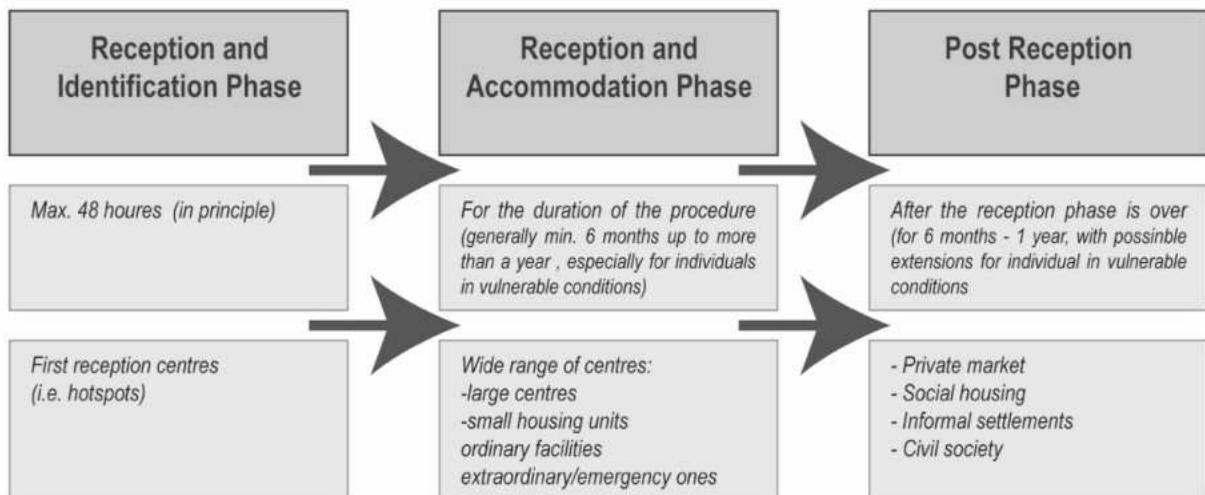 Reception and
Identification Phase
Reception and
Accommodation Phase
Post Reception
Phase
Max. 48 houres (in principle)
For the duration of the procedure
(generally min. 6 months up to more
than a year , especially for individuals
in vulnerable conditions)
After the reception phase is over
(for 6 months - 1 year, with possinble
extensions for individual in vulnerable
conditions
First reception centres
(i.e. hotspots)
Wide range of centres:
-large centres
-small housing units
ordinary facilities
extraordinary/emergency ones
- Private market
- Social housing
- Informal settlements
- Civil society